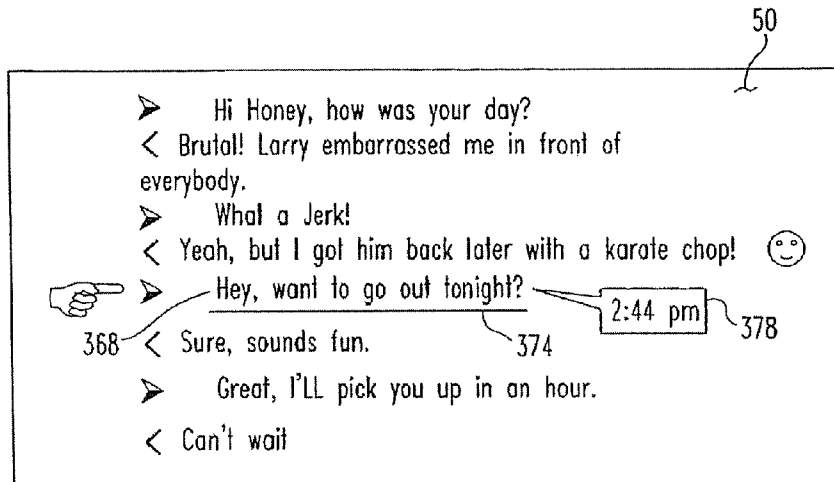 50
➢ Hi Honey, how was your day?
< Brutal! Larry embarrassed me in front of
everybody.
➢ What a Jerk!
< Yeah, but I got him back later with a karate chop! ☺
➢ Hey, want to go out tonight?
2:44 pm
368
374
378
< Sure, sounds fun.
➢ Great, I'LL pick you up in an hour.
< Can't wait